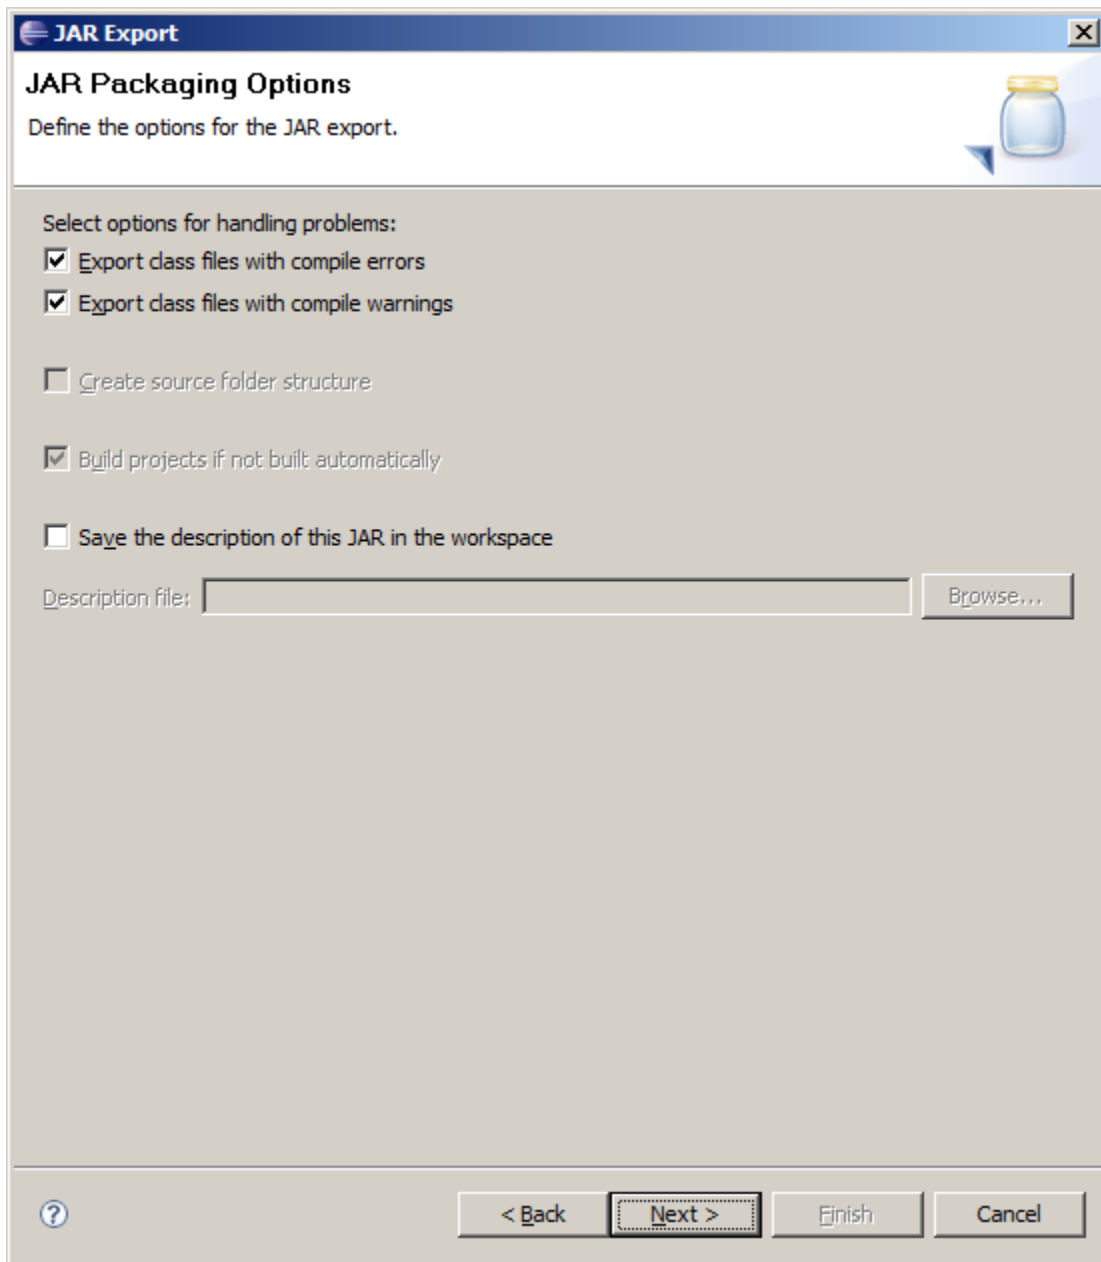 JAR Export
JAR Packaging Options
Define the options for the JAR export.
Select options for handling problems:
Export class files with compile errors
Export class files with compile warnings
Create source folder structure
Build projects if not built automatically
Save the description of this JAR in the workspace
Description file: Browse...
? < Back Next > Finish Cancel